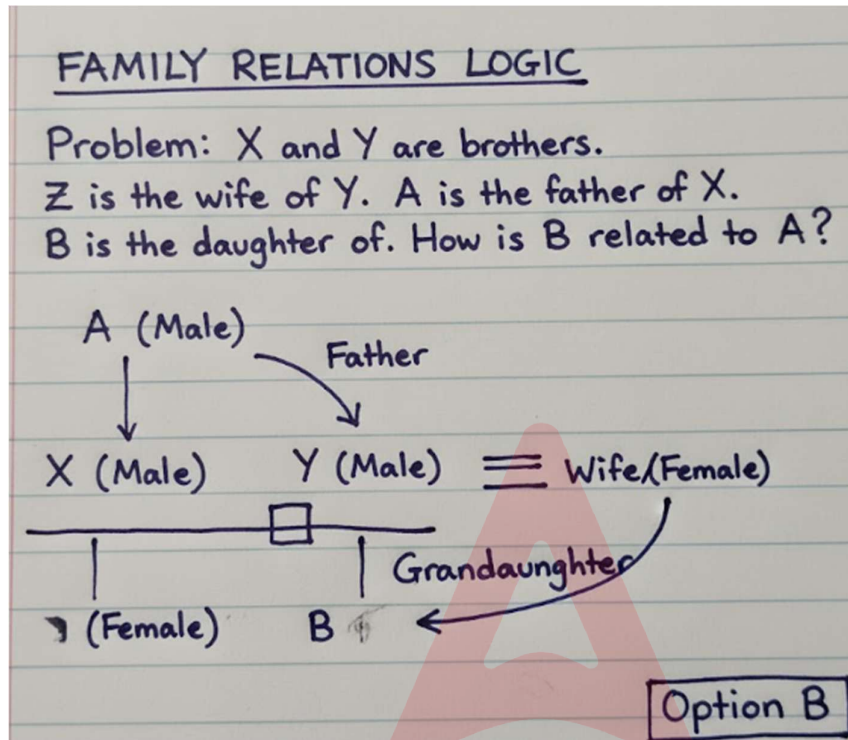 FAMILY RELATIONS LOGIC
Problem: X and Y are brothers.
Z is the wife of Y. A is the father of X.
B is the daughter of. How is B related to A?
A (Male)
Father
X (Male) Y (Male) Wife/(Female)
Grandaunghter
(Female) B
Option B